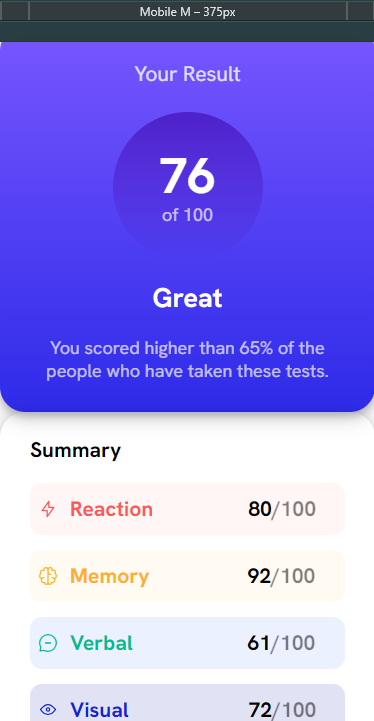 Mobile M – 375px
Your Result
76
of 100
Great
You scored higher than 65% of the
people who have taken these tests.
Summary
Reaction 80/100
Memory 92/100
Verbal 61/100
Visual 72/100